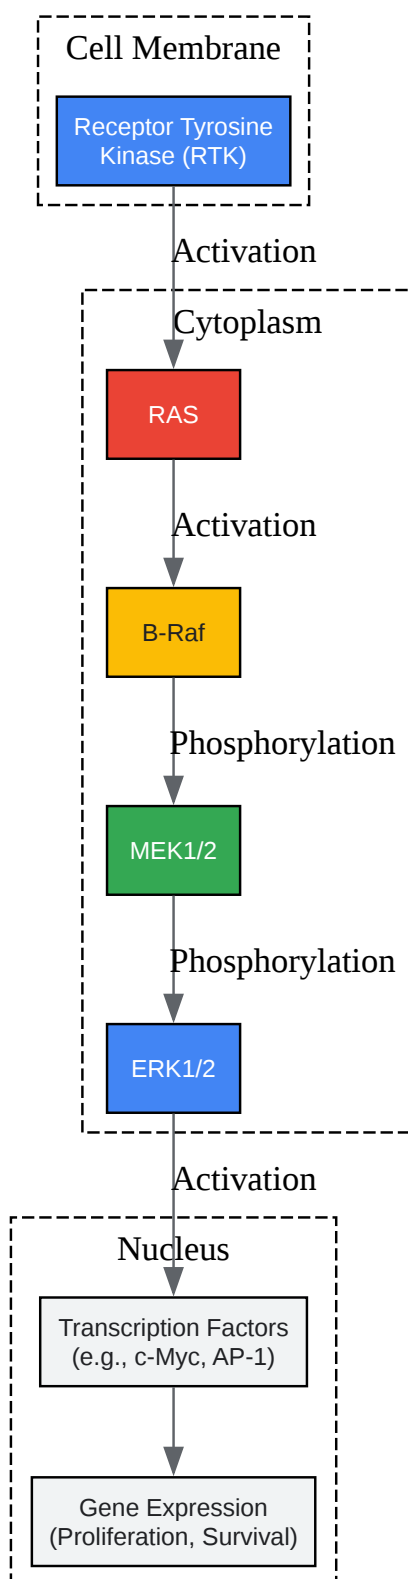 Cell Membrane
Receptor Tyrosine
Kinase (RTK)
Activation
Cytoplasm
RAS
Activation
B-Raf
Phosphorylation
MEK1/2
Phosphorylation
ERK1/2
Activation
Nucleus
Transcription Factors
(e.g., c-Myc, AP-1)
Gene Expression
(Proliferation, Survival)